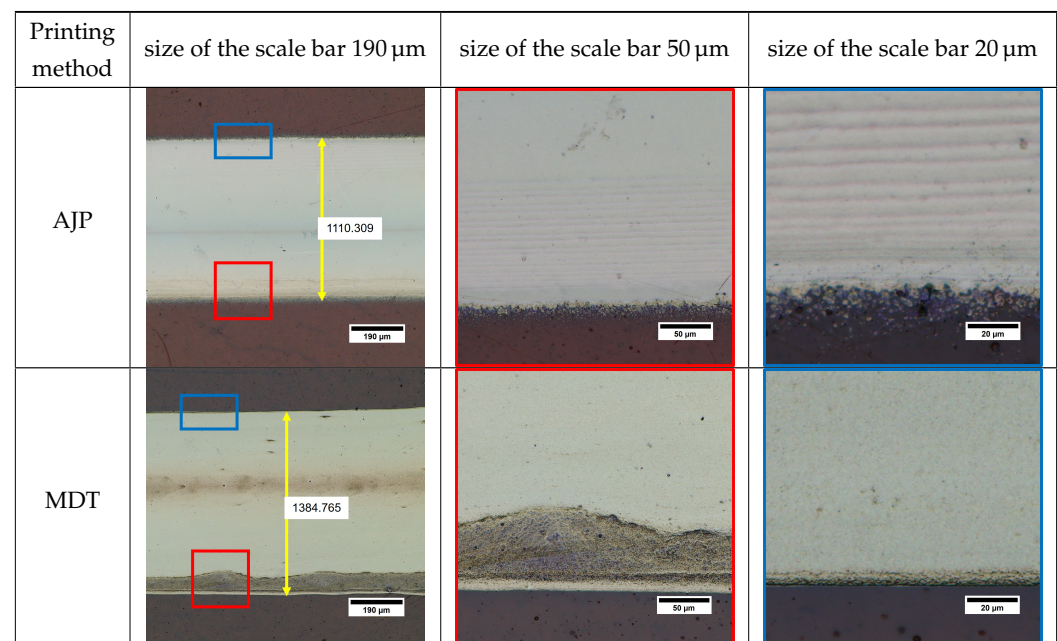 Printing
method
size of the scale bar 190 µm
size of the scale bar 50 µm
size of the scale bar 20 µm
AJP
1110.309
190 µm
50 µm
20 µm
MDT
1384.765
190 µm
50 µm
20 µm